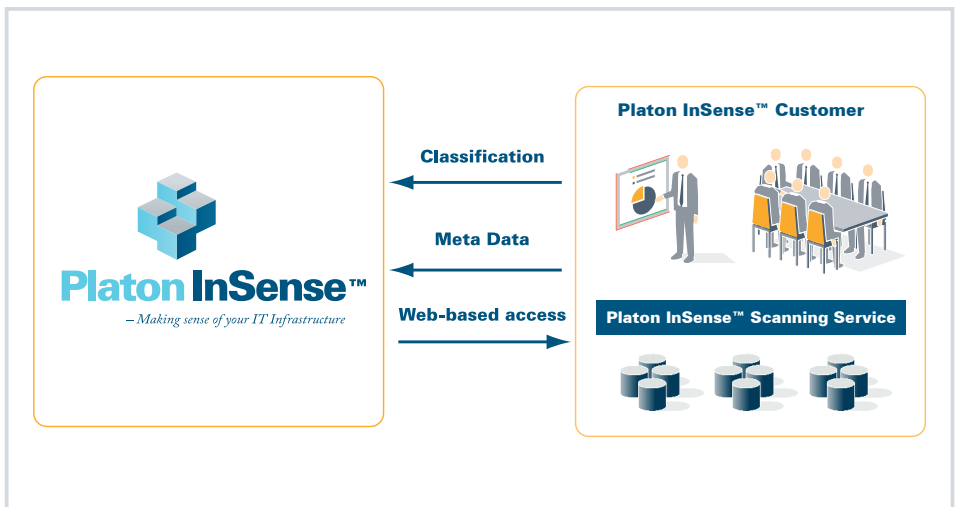 Platon InSense™
– Making sense of your IT Infrastructure
Classification
Meta Data
Web-based access
Platon InSense™ Customer
Platon InSense™ Scanning Service